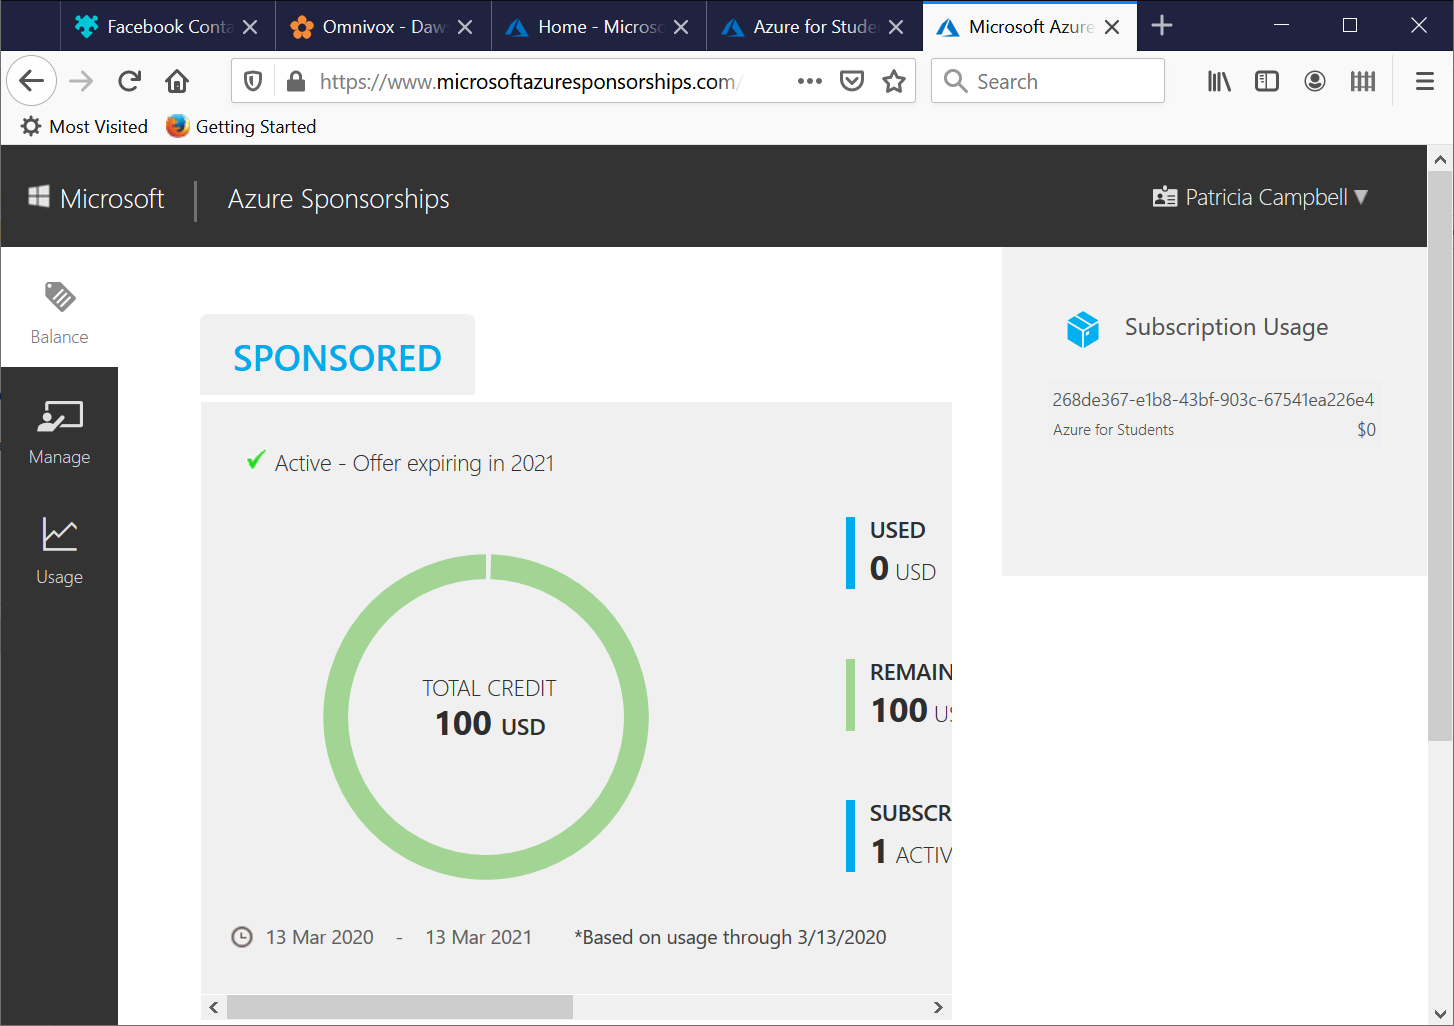 Facebook Conta
Omnivox - Daw
Home - Microso
Azure for Stude
Microsoft Azure
https://www.microsoftazuresponsorships.com/
Search
Most Visited
Getting Started
Microsoft
Azure Sponsorships
Patricia Campbell
Balance
Manage
Usage
SPONSORED
Active - Offer expiring in 2021
TOTAL CREDIT
100 USD
USED
0 USD
REMAIN
100 US
SUBSCR
1 ACTIV
13 Mar 2020 - 13 Mar 2021 *Based on usage through 3/13/2020
Subscription Usage
268de367-e1b8-43bf-903c-67541ea226e4
Azure for Students $0